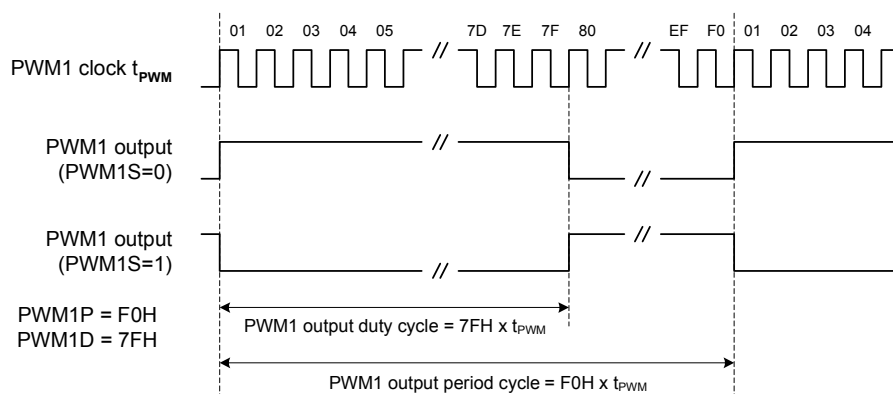 01 02 03 04 05 7D 7E 7F 80 EF F0 01 02 03 04
PWM1 clock tPWM
//
//
PWM1 output
(PWM1S=0)
//
//
PWM1 output
(PWM1S=1)
//
//
PWM1P = F0H
PWM1D = 7FH
PWM1 output duty cycle = 7FH x tPWM
PWM1 output period cycle = F0H x tPWM